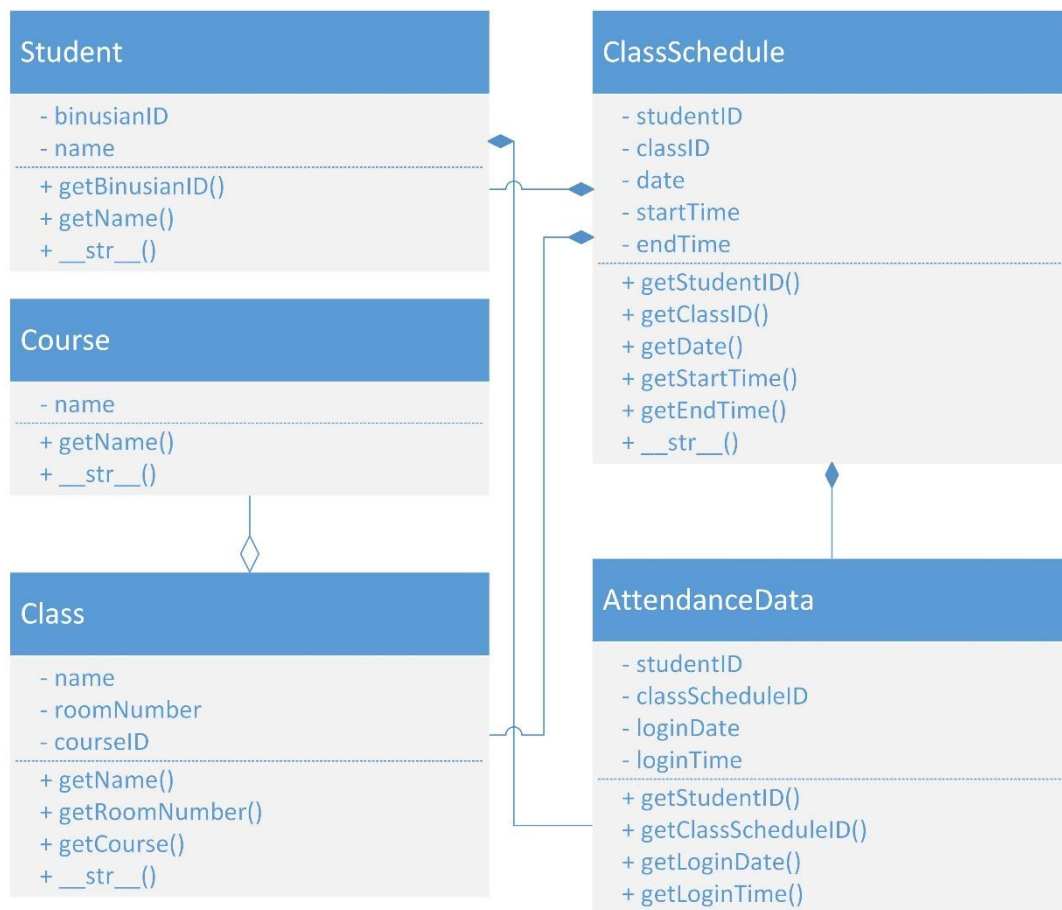 Student
- binusianID
- name
+ getBinusianID()
+ getName()
+ __str__()
Course
- name
+ getName()
+ __str__()
Class
- name
- roomNumber
- courseID
+ getName()
+ getRoomNumber()
+ getCourse()
+ __str__()
ClassSchedule
- studentID
- classID
- date
- startTime
- endTime
+ getStudentID()
+ getClassID()
+ getDate()
+ getStartTime()
+ getEndTime()
+ __str__()
AttendanceData
- studentID
- classScheduleID
- loginDate
- loginTime
+ getStudentID()
+ getClassScheduleID()
+ getLoginDate()
+ getLoginTime()